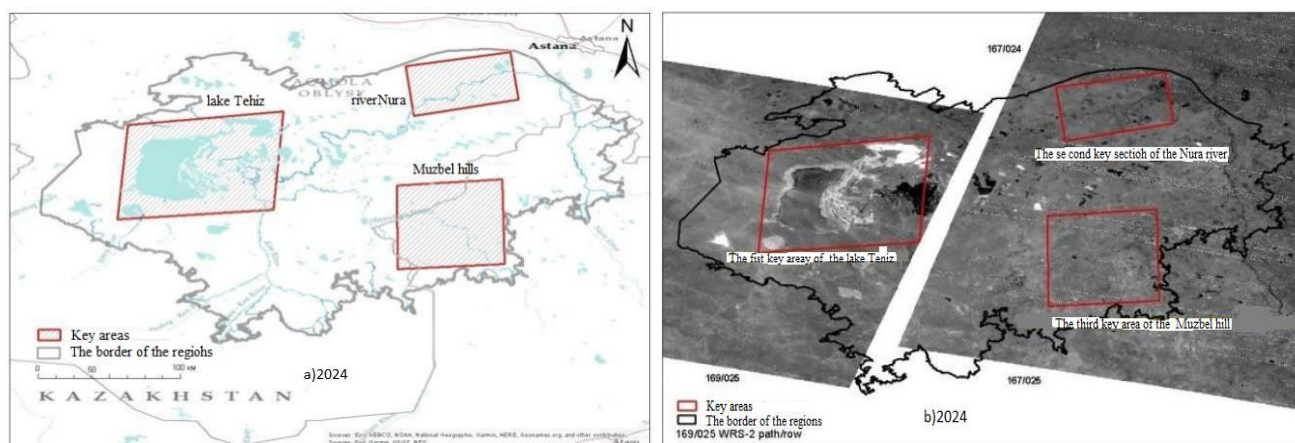 N
Astana
Astana
AQMOLA
OBLYSY
lake Tehiz
riverNura
Muzbel hills
Key areas
The border of the regiohs
0 50 100 км
a)2024
KAZAKHSTAN
167/024
The se cond key sectioh of the Nura river
The fist key areay of the lake Teniz
The third key area of the Muzbel hill
169/025
167/025
Key areas
The border of the regions
b)2024
169/025 WRS-2 path/row